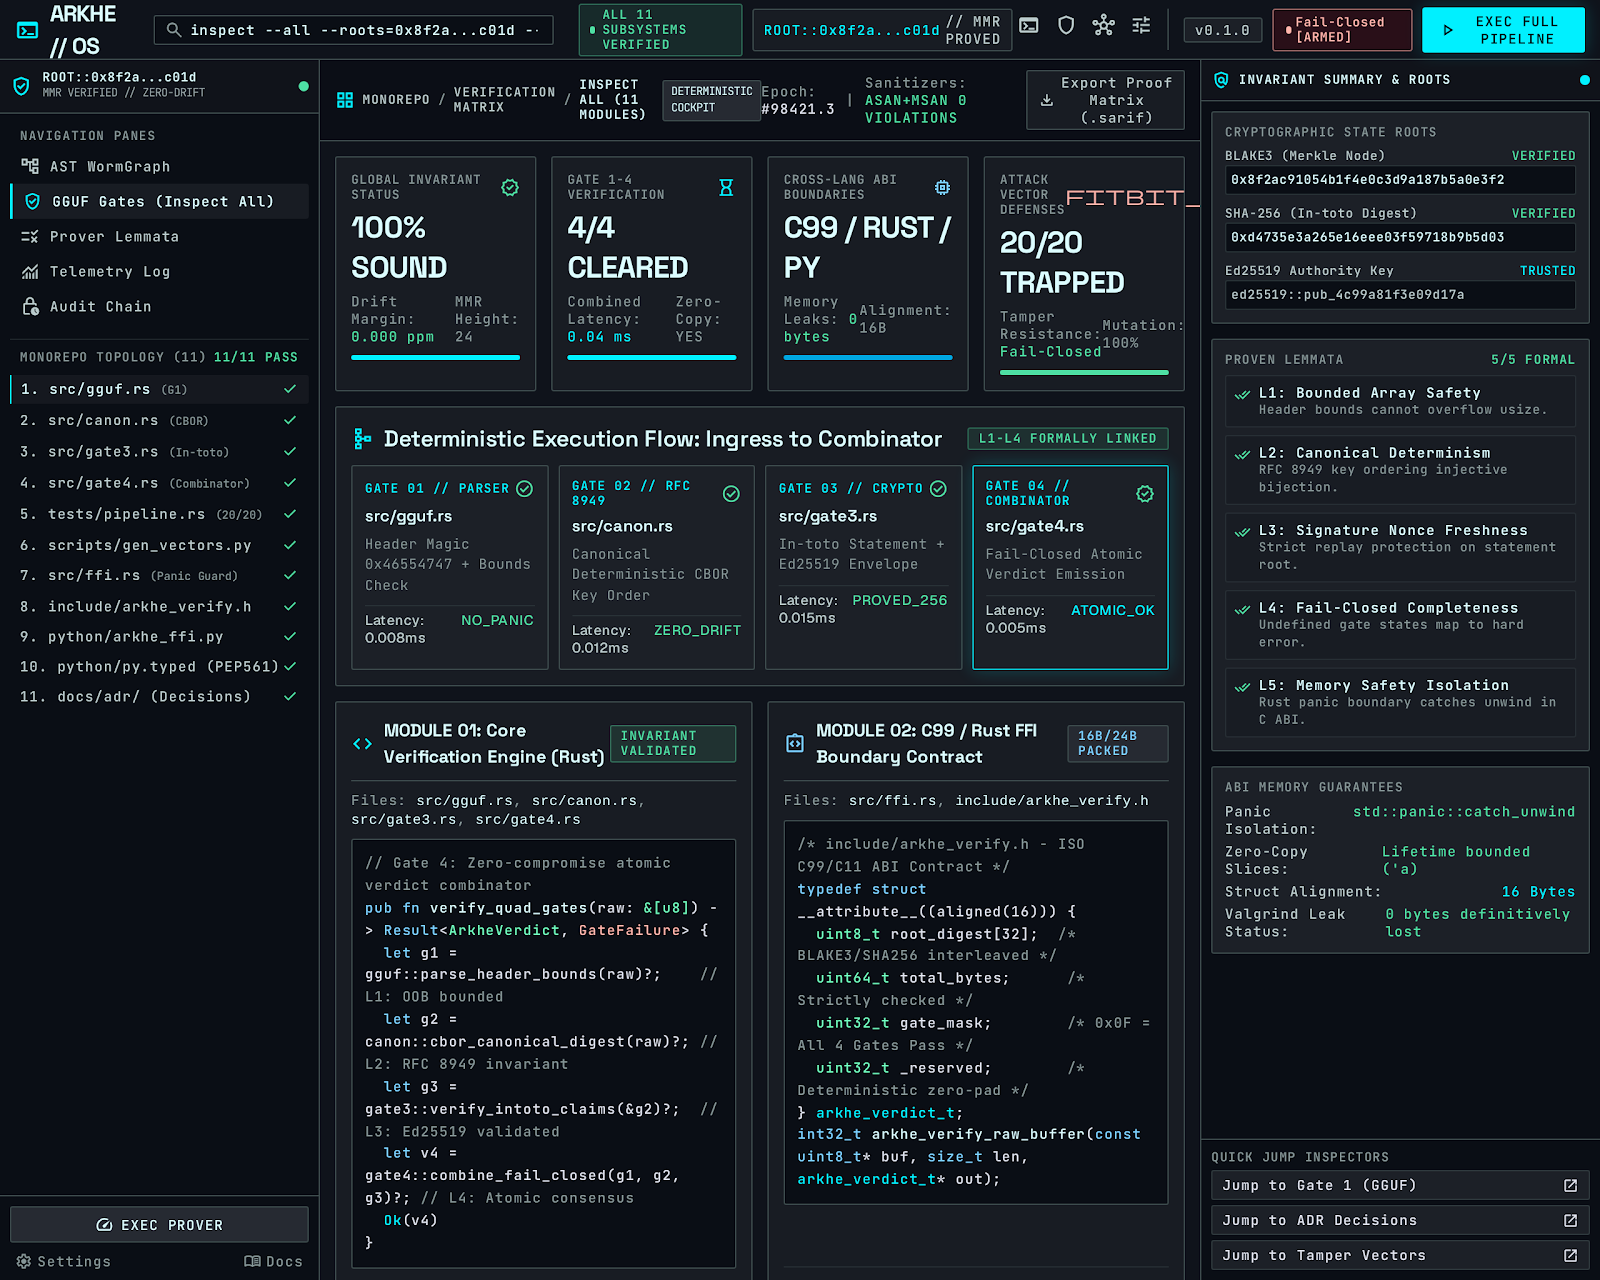 ARKHE
// OS
inspect --all --roots=0x8f2a...c01d -
ALL 11
SUBSYSTEMS
VERIFIED
ROOT::0x8f2a...c01d
// MMR
PROVED
v0.1.0
Fail-Closed
[ARMED]
EXEC FULL
PIPELINE
ROOT::0x8f2a...c01d
MMR VERIFIED // ZERO-DRIFT
NAVIGATION PANES
AST WormGraph
GGUF Gates (Inspect All)
Prover Lemmata
Telemetry Log
Audit Chain
MONOREPO TOPOLOGY (11) 11/11 PASS
1. src/gguf.rs (G1)
2. src/canon.rs (CBOR)
3. src/gate3.rs (In-toto)
4. src/gate4.rs (Combinator)
5. tests/pipeline.rs (20/20)
6. scripts/gen_vectors.py
7. src/ffi.rs (Panic Guard)
8. include/arkhe_verify.h
9. python/arkhe_ffi.py
10. python/py.typed (PEP561)
11. docs/adr/ (Decisions)
EXEC PROVER
Settings
Docs
MONOREPO / VERIFICATION MATRIX / INSPECT ALL (11 MODULES)
DETERMINISTIC
COCKPIT
Epoch:
#98421.3
|
Sanitizers:
ASAN+MSAN 0
VIOLATIONS
Export Proof
Matrix
(.sarif)
GLOBAL INVARIANT
STATUS
100%
SOUND
Drift
Margin:
0.000 ppm
MMR
Height:
24
GATE 1-4
VERIFICATION
4/4
CLEARED
Combined
Latency:
0.04 ms
Zero-
Copy:
YES
CROSS-LANG ABI
BOUNDARIES
C99 / RUST /
PY
Memory
Leaks: 0
bytes
Alignment:
16B
ATTACK
VECTOR
DEFENSES
FITBIT_
20/20
TRAPPED
Tamper
Resistance:
Fail-Closed
Mutation:
100%
Deterministic Execution Flow: Ingress to Combinator
L1-L4 FORMALLY LINKED
GATE 01 // PARSER
src/gguf.rs
Header Magic
0x46554747 + Bounds
Check
Latency:
0.008ms
NO_PANIC
GATE 02 // RFC
8949
src/canon.rs
Canonical
Deterministic CBOR
Key Order
Latency:
0.012ms
ZERO_DRIFT
GATE 03 // CRYPTO
src/gate3.rs
In-toto Statement +
Ed25519 Envelope
Latency:
0.015ms
PROVED_256
GATE 04 //
COMBINATOR
src/gate4.rs
Fail-Closed Atomic
Verdict Emission
Latency:
0.005ms
ATOMIC_OK
MODULE 01: Core
Verification Engine (Rust)
INVARIANT
VALIDATED
Files: src/gguf.rs, src/canon.rs,
src/gate3.rs, src/gate4.rs
// Gate 4: Zero-compromise atomic
verdict combinator
pub fn verify_quad_gates(raw: &[u8]) -
> Result<ArkheVerdict, GateFailure> {
let g1 =
gguf::parse_header_bounds(raw)?; //
L1: OOB bounded
let g2 =
canon::cbor_canonical_digest(raw)?; //
L2: RFC 8949 invariant
let g3 =
gate3::verify_intoto_claims(&g2)?; //
L3: Ed25519 validated
let v4 =
gate4::combine_fail_closed(g1, g2,
g3)?; // L4: Atomic consensus
Ok(v4)
}
MODULE 02: C99 / Rust FFI
Boundary Contract
16B/24B
PACKED
Files: src/ffi.rs, include/arkhe_verify.h
/* include/arkhe_verify.h - ISO
C99/C11 ABI Contract */
typedef struct
__attribute__((aligned(16))) {
uint8_t root_digest[32]; /*
BLAKE3/SHA256 interleaved */
uint64_t total_bytes; /*
Strictly checked */
uint32_t gate_mask; /* 0x0F =
All 4 Gates Pass */
uint32_t _reserved; /*
Deterministic zero-pad */
} arkhe_verdict_t;
int32_t arkhe_verify_raw_buffer(const
uint8_t* buf, size_t len,
arkhe_verdict_t* out);
INVARIANT SUMMARY & ROOTS
CRYPTOGRAPHIC STATE ROOTS
BLAKE3 (Merkle Node) VERIFIED
0x8f2ac91054b1f4e0c3d9a187b5a0e3f2
SHA-256 (In-toto Digest) VERIFIED
0xd4735e3a265e16eee03f59718b9b5d03
Ed25519 Authority Key TRUSTED
ed25519::pub_4c99a81f3e09d17a
PROVEN LEMMATA 5/5 FORMAL
L1: Bounded Array Safety
Header bounds cannot overflow usize.
L2: Canonical Determinism
RFC 8949 key ordering injective
bijection.
L3: Signature Nonce Freshness
Strict replay protection on statement
root.
L4: Fail-Closed Completeness
Undefined gate states map to hard
error.
L5: Memory Safety Isolation
Rust panic boundary catches unwind in
C ABI.
ABI MEMORY GUARANTEES
Panic
Isolation:
std::panic::catch_unwind
Zero-Copy
Slices:
Lifetime bounded
('a)
Struct Alignment: 16 Bytes
Valgrind Leak
Status:
0 bytes definitively
lost
QUICK JUMP INSPECTORS
Jump to Gate 1 (GGUF)
Jump to ADR Decisions
Jump to Tamper Vectors